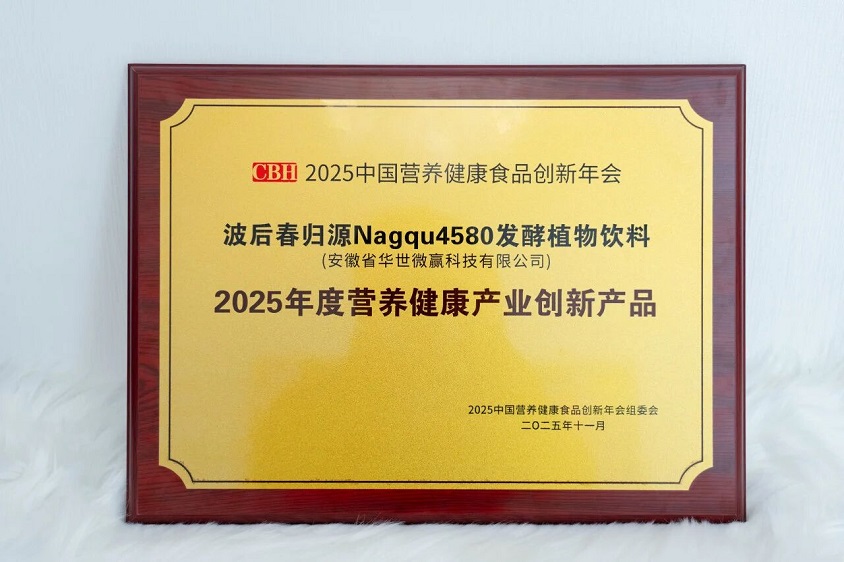 CBH 2025中国营养健康食品创新年会
波后春归源Nagqu4580发酵植物饮料
(安徽省华世微赢科技有限公司)
2025年度营养健康产业创新产品
2025中国营养健康食品创新年会组委会
二〇二五年十一月